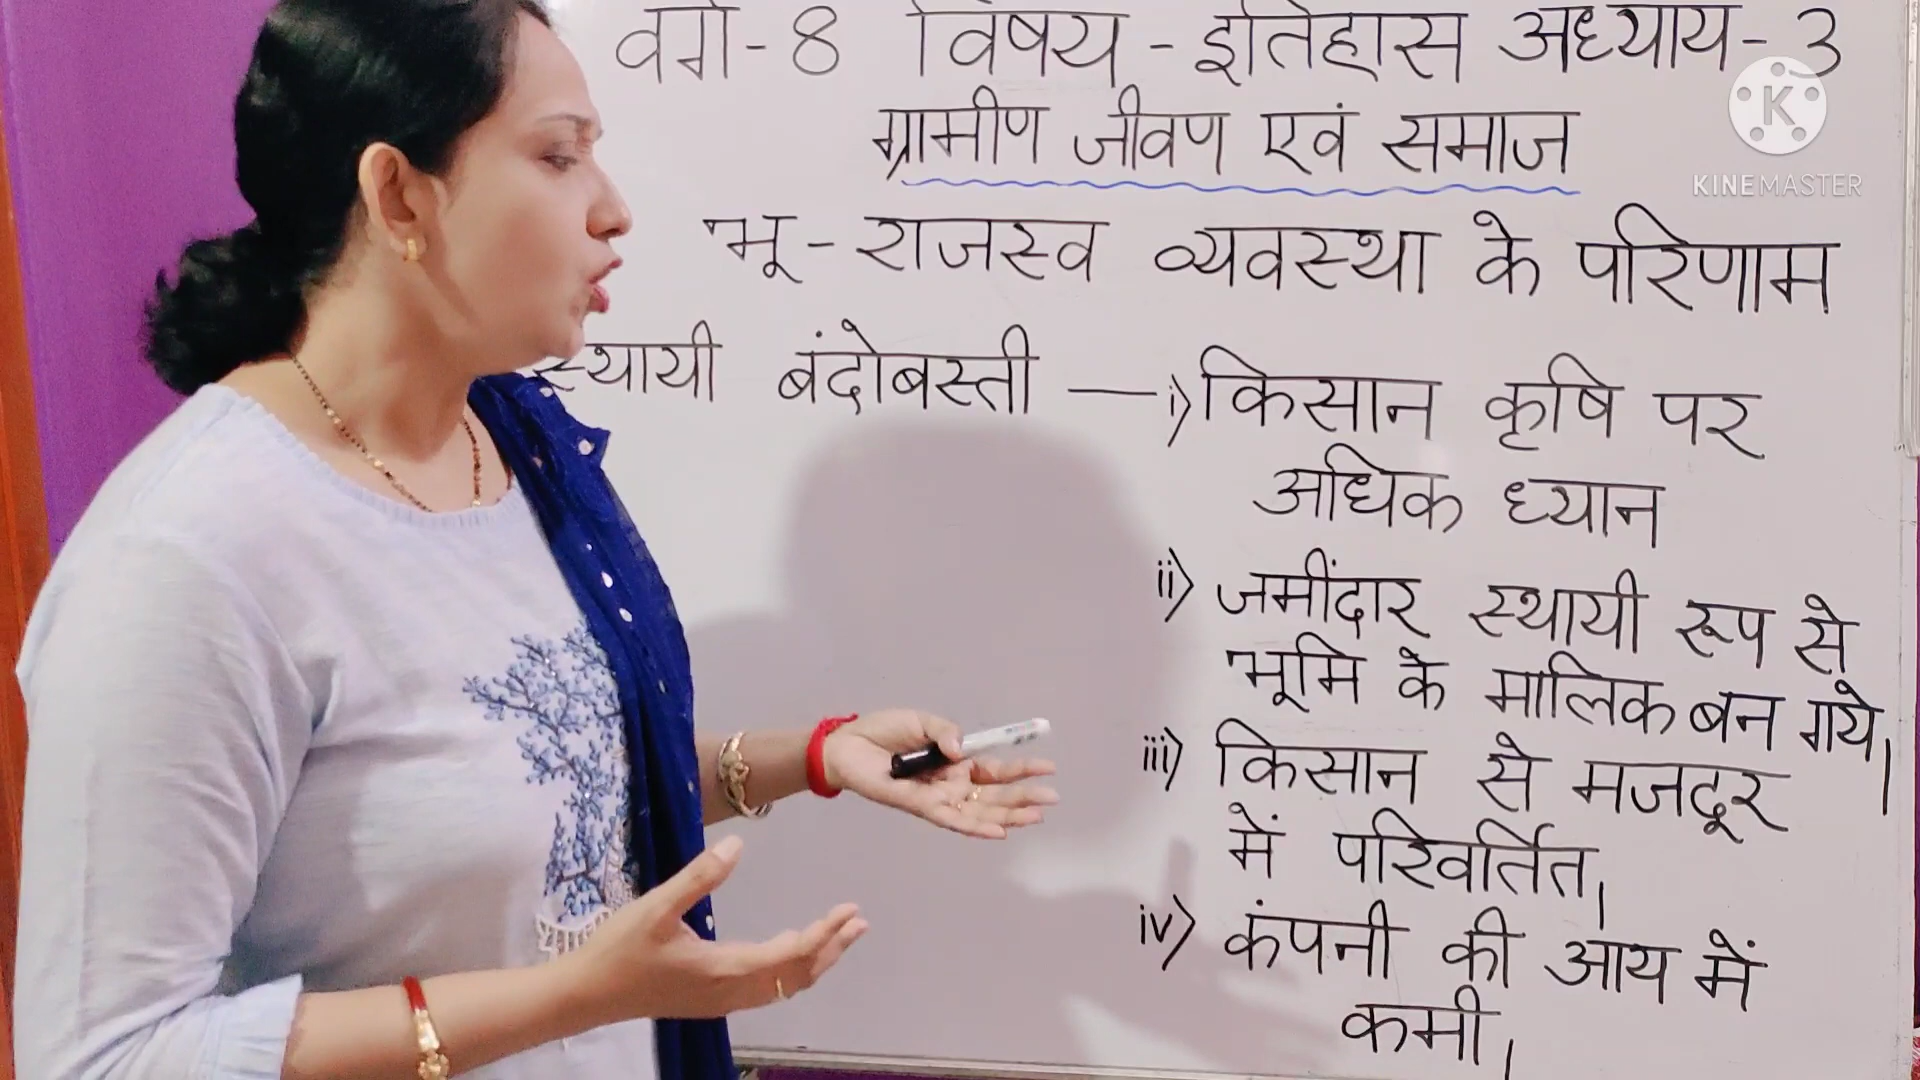 वर्ग-8 विषय-इतिहास अध्याय-3
ग्रामीण जीवण एवं समाज
भू-राजस्व व्यवस्था के परिणाम
स्थायी बंदोबस्ती — i) किसान कृषि पर
अधिक ध्यान
ii) जमींदार स्थायी रूप से
भूमि के मालिक बन गये।
iii) किसान से मजदूर
में परिवर्तित।
iv) कंपनी की आय में
कमी।
K
KINEMASTER